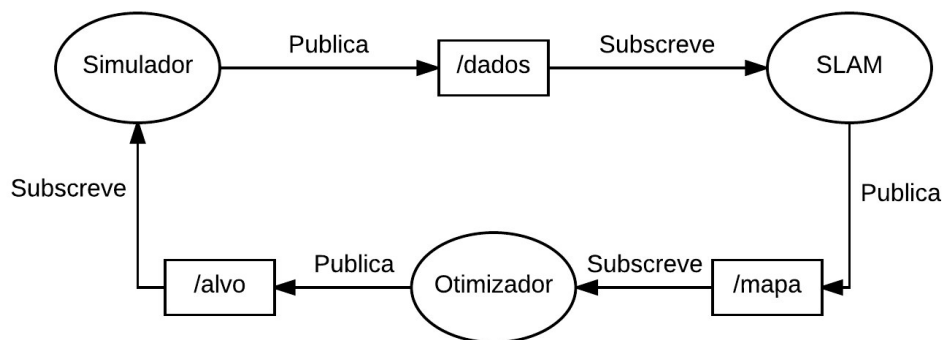 Simulador
Publica
/dados
Subscreve
SLAM
Subscreve
Publica
/alvo
Publica
Otimizador
Subscreve
/mapa